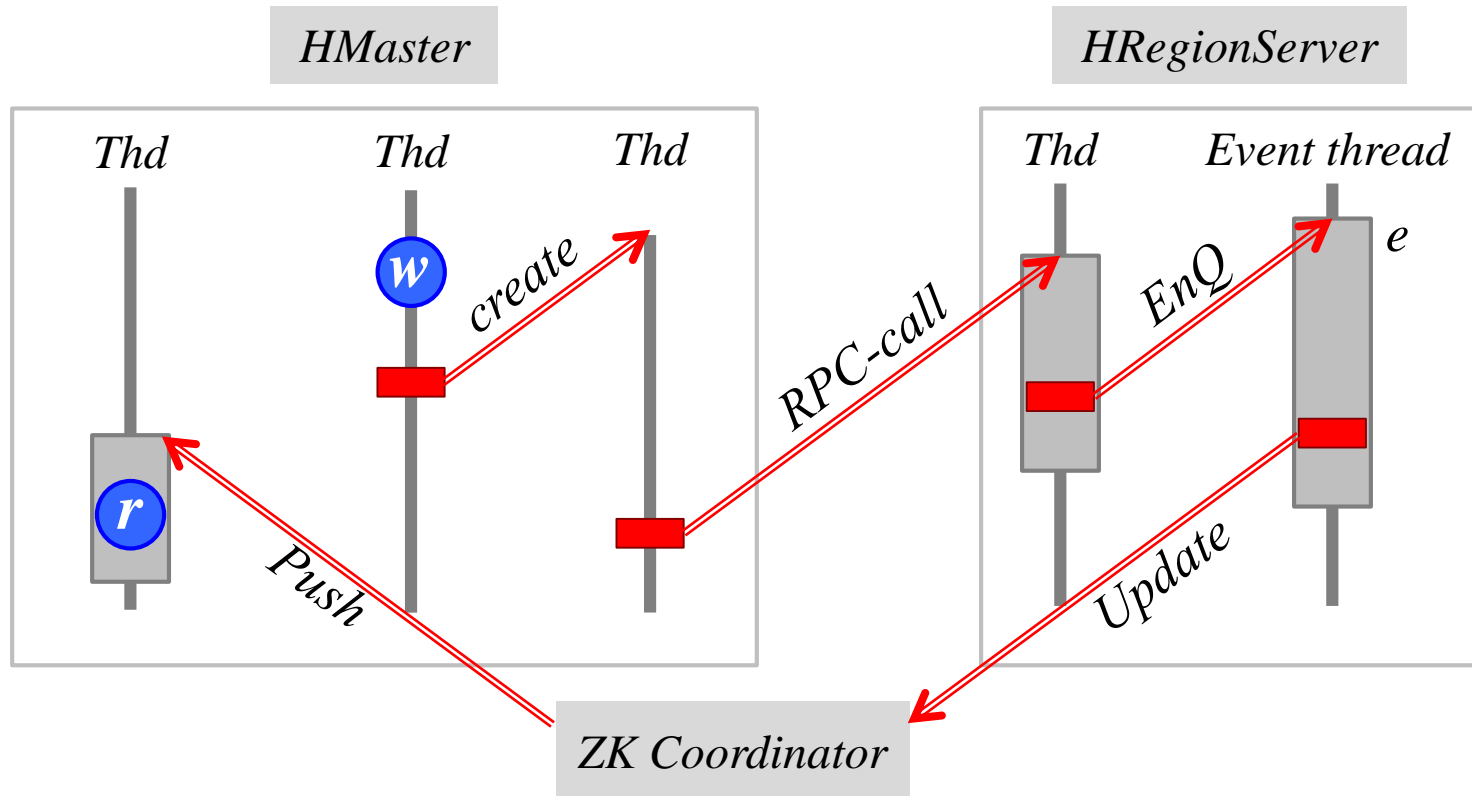 HMaster
HRegionServer
Thd
Thd
Thd
Thd
Event thread
e
w
create
EnQ
RPC-call
r
Push
Update
ZK Coordinator